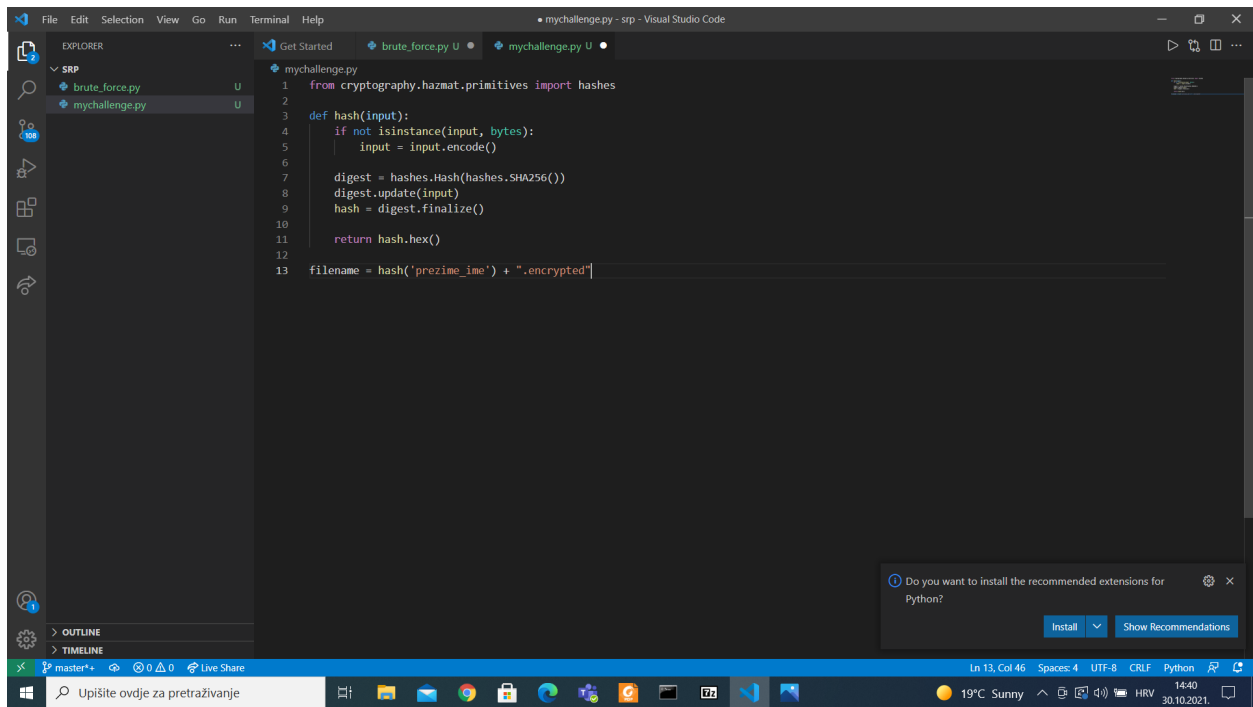 File Edit Selection View Go Run Terminal Help
● mychallenge.py - srp - Visual Studio Code
EXPLORER
Get Started
brute_force.py U ●
mychallenge.py U ●
SRP
brute_force.py U
mychallenge.py U
2
108
1
mychallenge.py
1 from cryptography.hazmat.primitives import hashes
2
3 def hash(input):
4 if not isinstance(input, bytes):
5 input = input.encode()
6
7 digest = hashes.Hash(hashes.SHA256())
8 digest.update(input)
9 hash = digest.finalize()
10
11 return hash.hex()
12
13 filename = hash('prezime_ime') + ".encrypted"
Do you want to install the recommended extensions for
Python?
Install
Show Recommendations
OUTLINE
TIMELINE
master*+ 0 0 Live Share
Ln 13, Col 46 Spaces: 4 UTF-8 CRLF Python
Upišite ovdje za pretraživanje
19°C Sunny
HRV
14:40
30.10.2021.